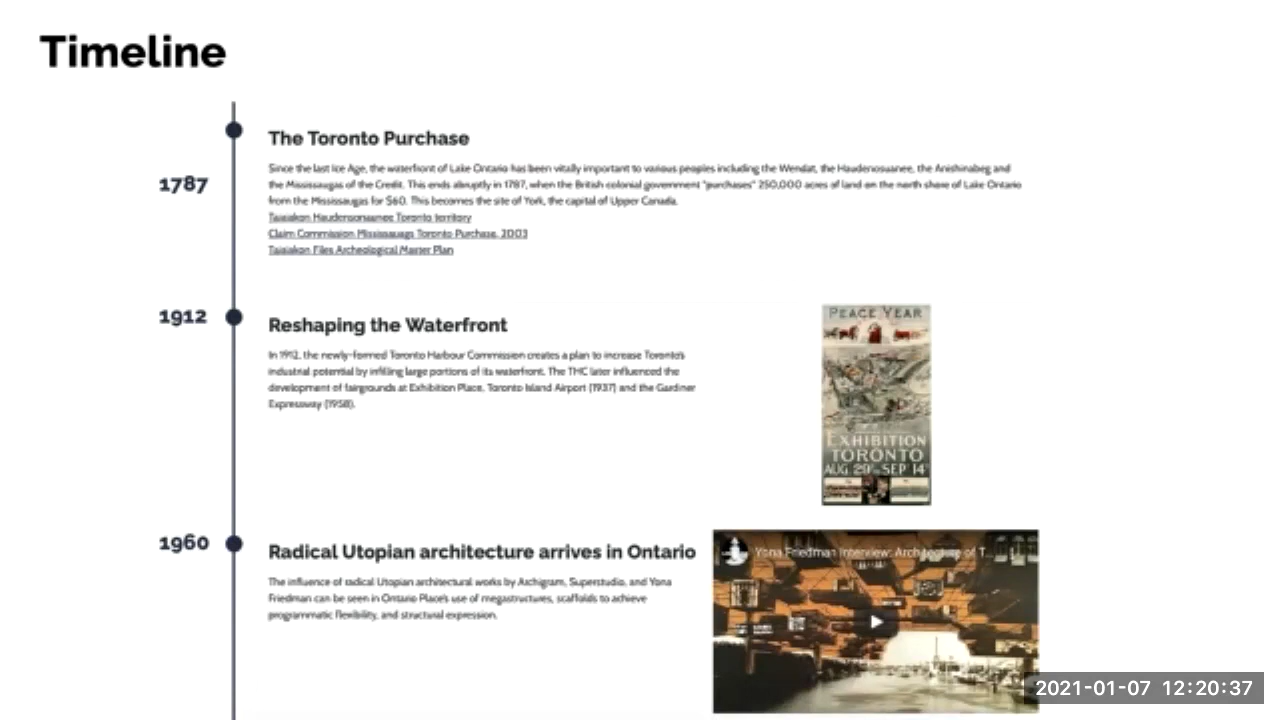 Timeline
1787
The Toronto Purchase
Since the last Ice Age, the waterfront of Lake Ontario has been vitally important to various peoples including the Wendat, the Haudenosuanee, the Anishinabeg and
the Mississaugas of the Credit. This ends abruptly in 1787, when the British colonial government "purchases" 250,000 acres of land on the north shore of Lake Ontario
from the Mississaugas for $60. This becomes the site of York, the capital of Upper Canada.
Taiaiakon Haudenosaunee Toronto territory
Claim Commission Mississauga Toronto Purchase, 2003
Taiaiakon Files Archeological Master Plan
1912
Reshaping the Waterfront
In 1912, the newly-formed Toronto Harbour Commission creates a plan to increase Toronto's
industrial potential by infilling large portions of its waterfront. The THC later influenced the
development of fairgrounds at Exhibition Place, Toronto Island Airport (1937) and the Gardiner
Expressway (1958).
PEACE YEAR
EXHIBITION
TORONTO
AUG 29th-SEP 14th
1960
Radical Utopian architecture arrives in Ontario
The influence of radical Utopian architectural works by Archigram, Superstudio, and Yona
Friedman can be seen in Ontario Place's use of megastructures, scaffolds to achieve
programmatic flexibility, and structural expression.
Yona Friedman Interview: Architecture of T...
2021-01-07 12:20:37